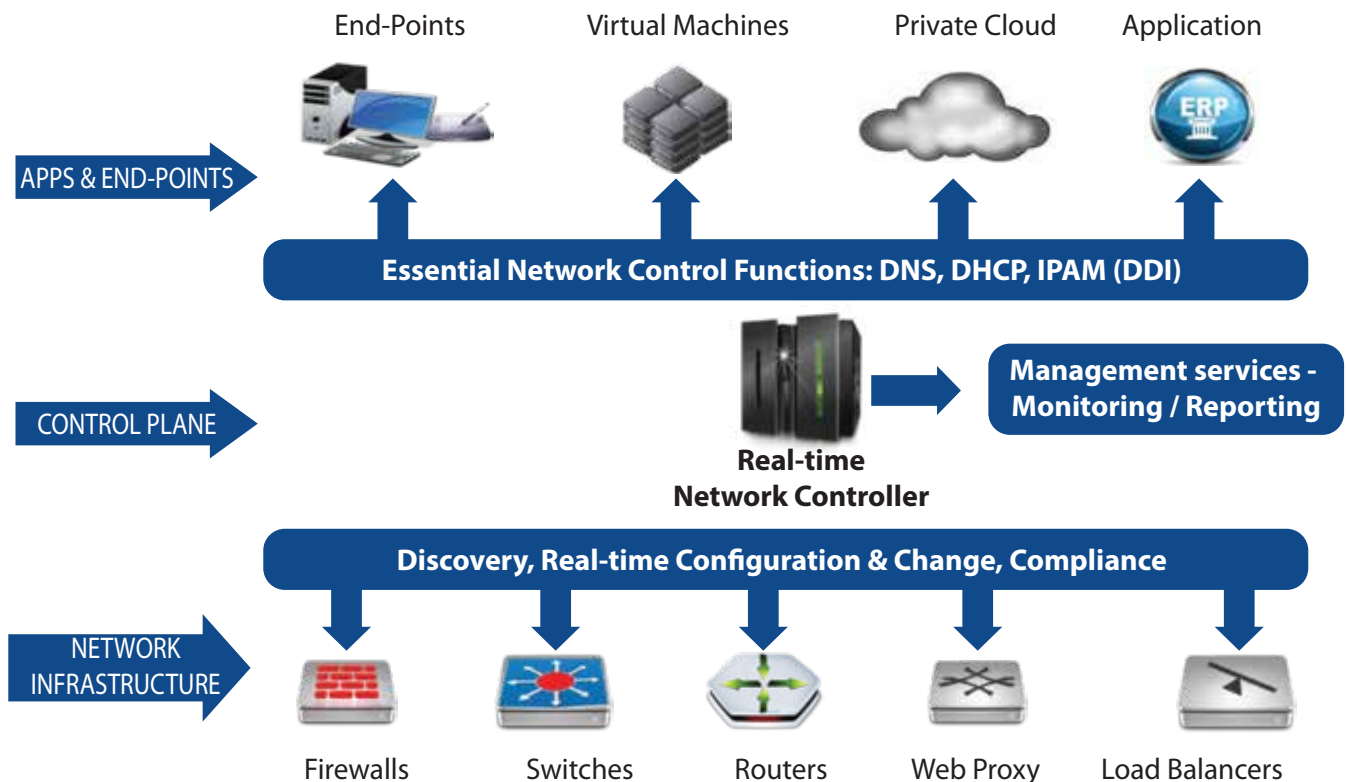 End-Points
Virtual Machines
Private Cloud
Application
ERP
APPS & END-POINTS
Essential Network Control Functions: DNS, DHCP, IPAM (DDI)
CONTROL PLANE
Management services -
Monitoring / Reporting
Real-time
Network Controller
Discovery, Real-time Configuration & Change, Compliance
NETWORK
INFRASTRUCTURE
Firewalls
Switches
Routers
Web Proxy
Load Balancers